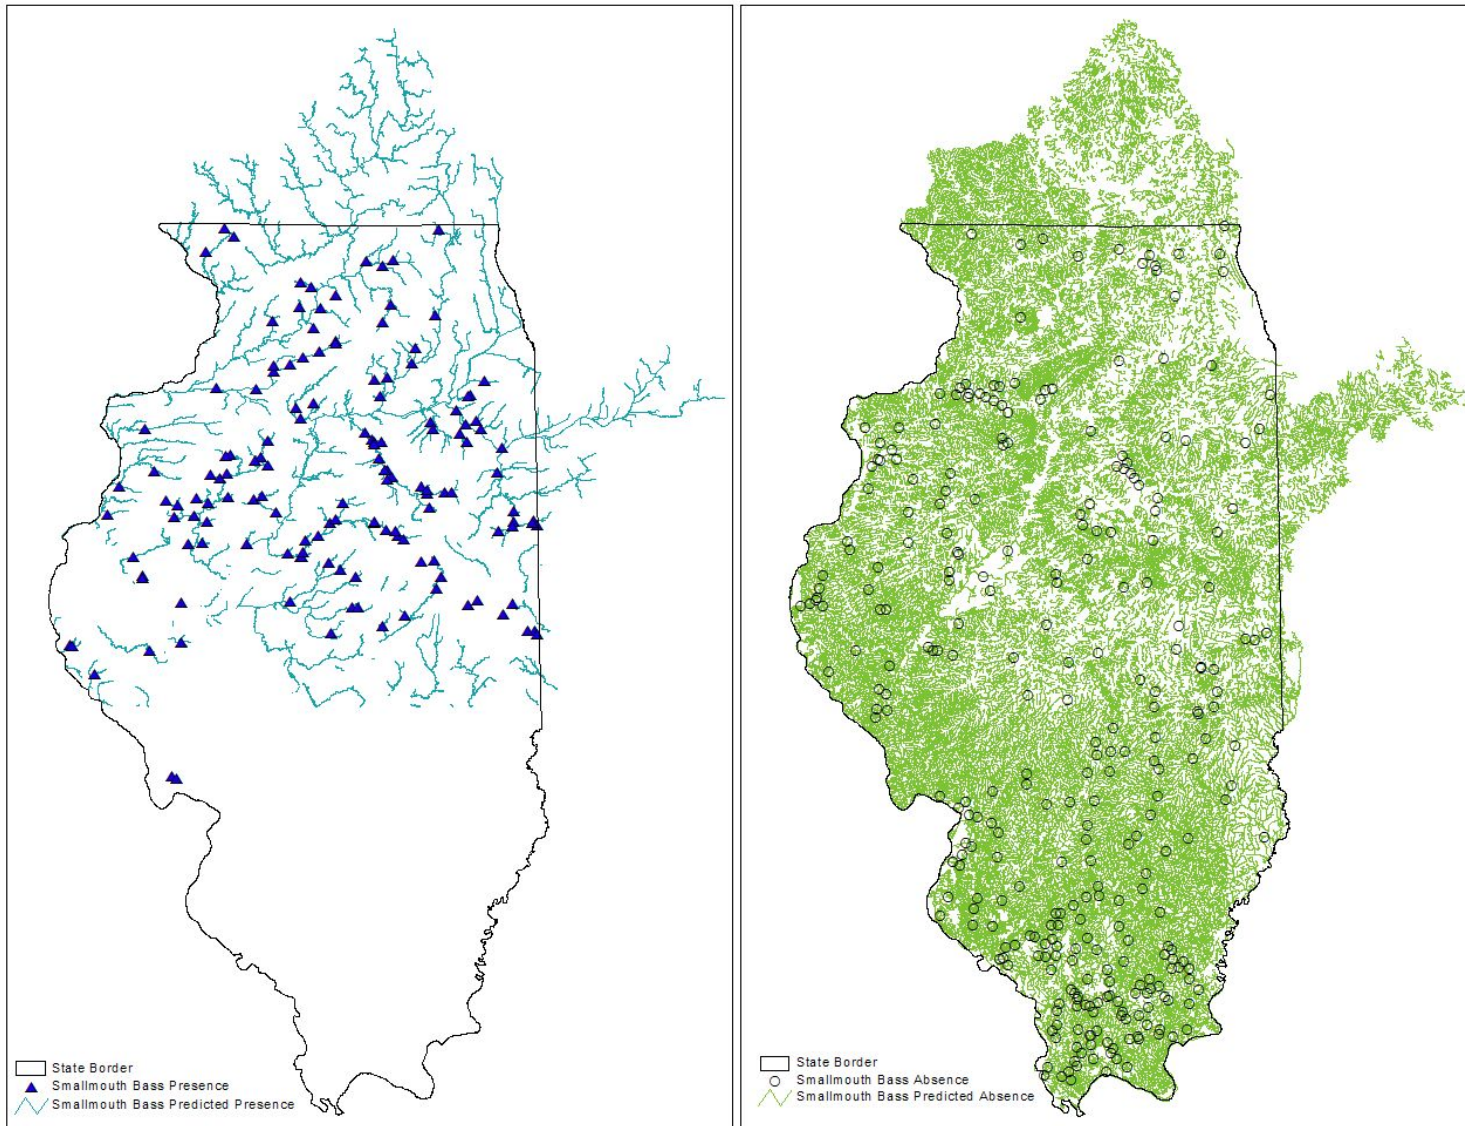 State Border
Smallmouth Bass Presence
Smallmouth Bass Predicted Presence
State Border
Smallmouth Bass Absence
Smallmouth Bass Predicted Absence